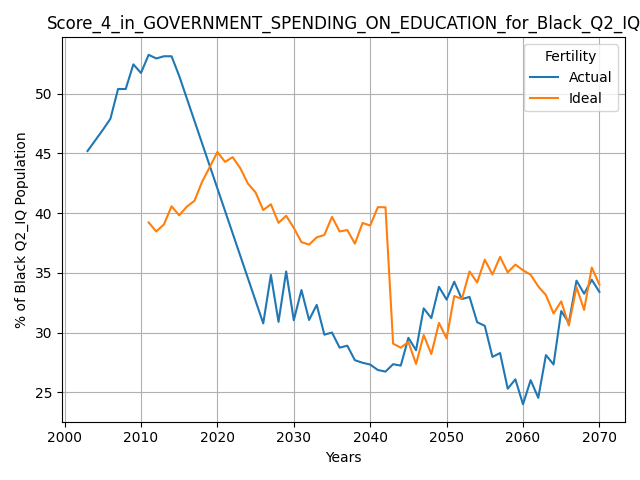 Score_4_in_GOVERNMENT_SPENDING_ON_EDUCATION_for_Black_Q2_IQ
Fertility
Actual
Ideal
% of Black Q2_IQ Population
50
45
40
35
30
25
2000 2010 2020 2030 2040 2050 2060 2070
Years